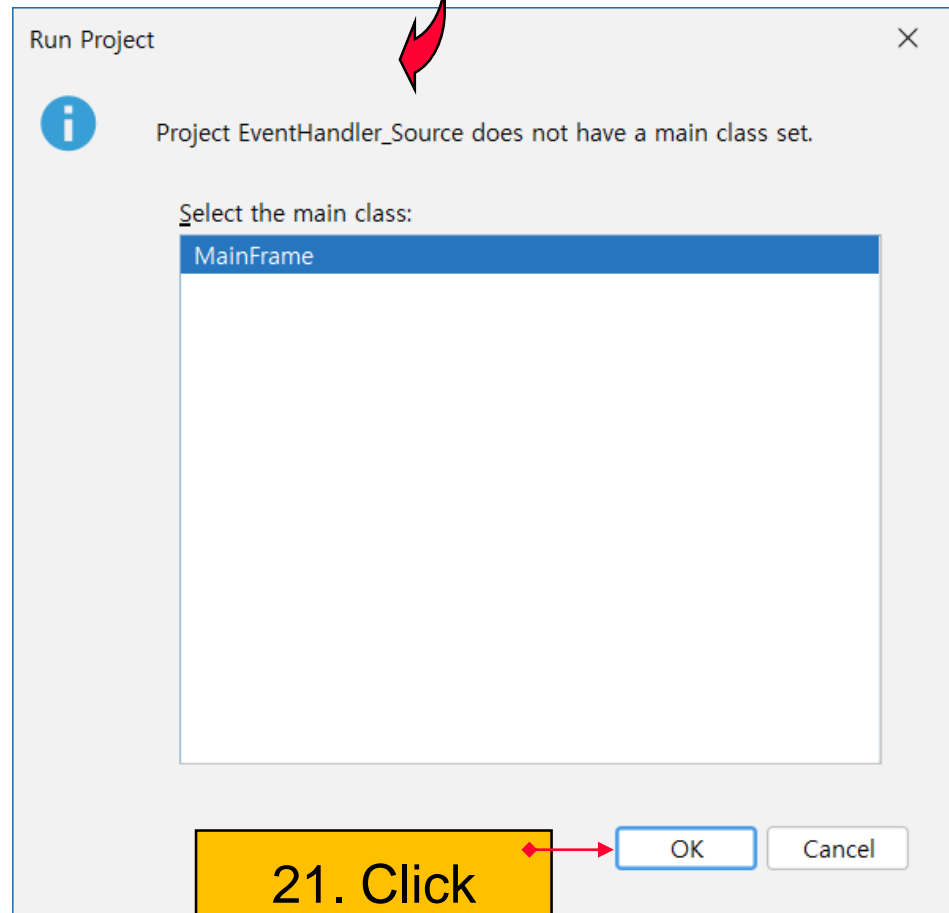 Run Project
Project EventHandler_Source does not have a main class set.
Select the main class:
MainFrame
OK Cancel
21. Click